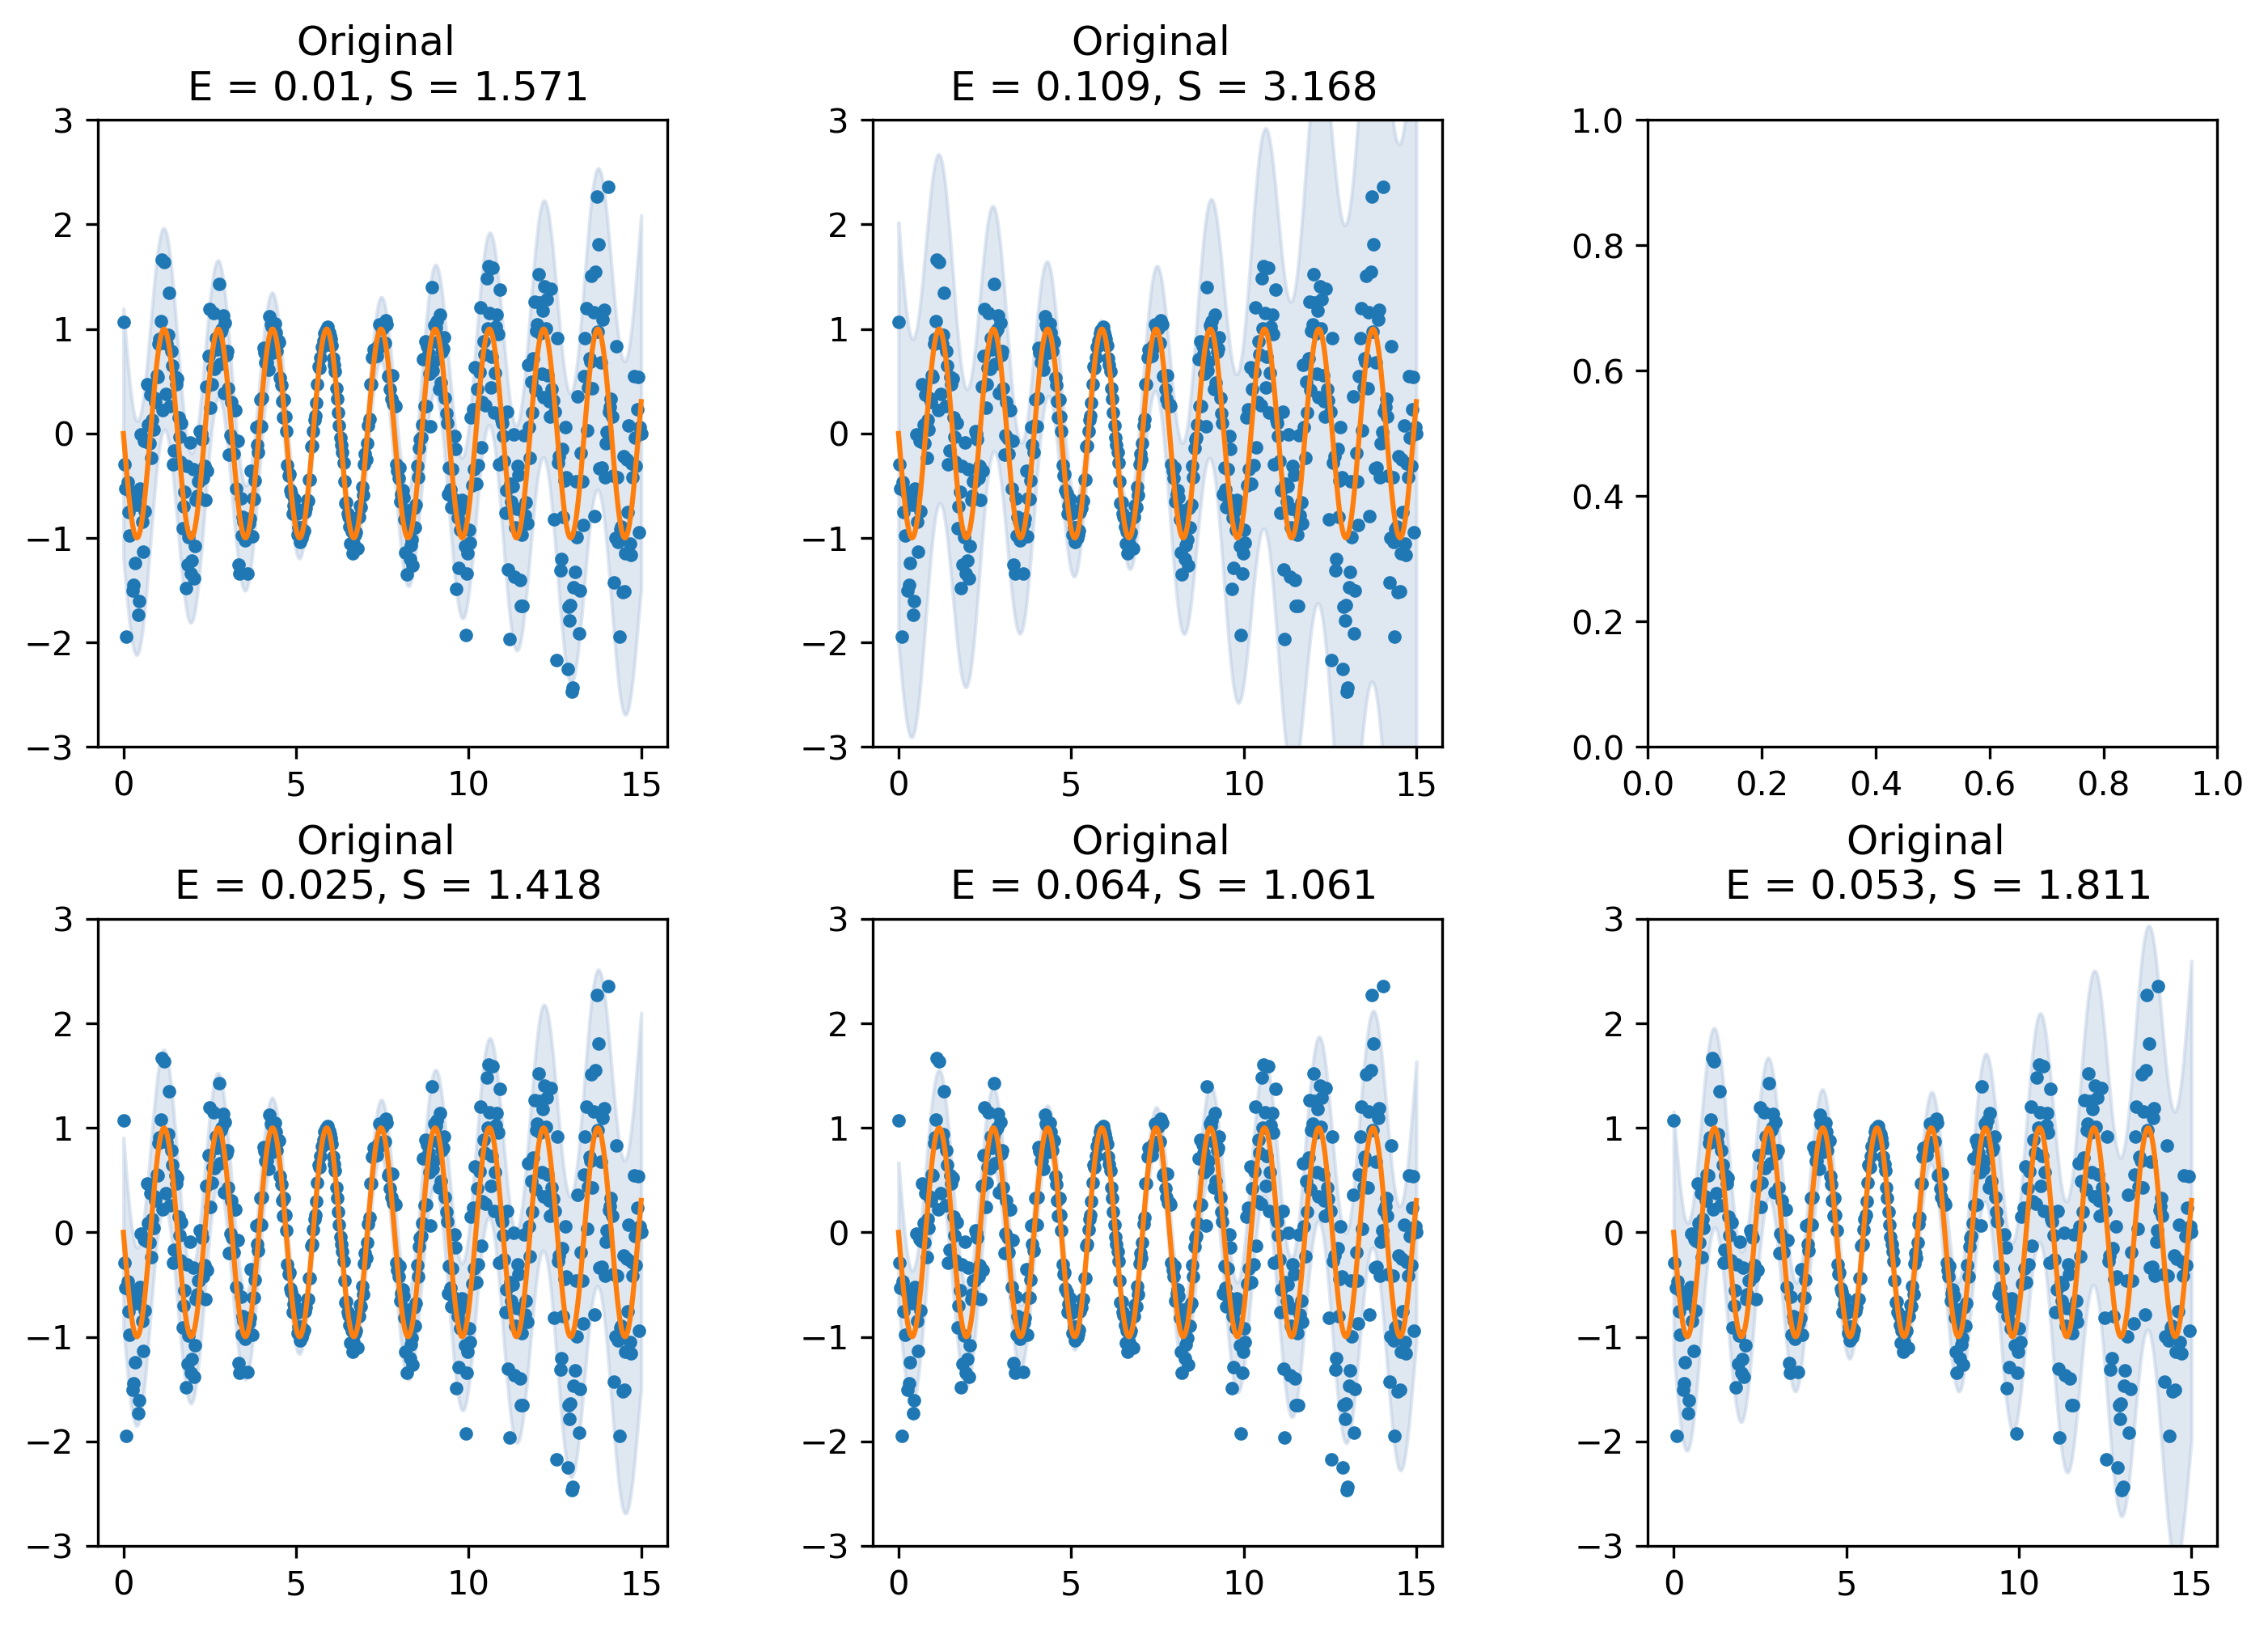 Original
E = 0.01, S = 1.571
3
2
1
0
−1
−2
−3
0 5 10 15
Original
E = 0.109, S = 3.168
3
2
1
0
−1
−2
−3
0 5 10 15
1.0
0.8
0.6
0.4
0.2
0.0
0.0 0.2 0.4 0.6 0.8 1.0
Original
E = 0.025, S = 1.418
3
2
1
0
−1
−2
−3
0 5 10 15
Original
E = 0.064, S = 1.061
3
2
1
0
−1
−2
−3
0 5 10 15
Original
E = 0.053, S = 1.811
3
2
1
0
−1
−2
−3
0 5 10 15